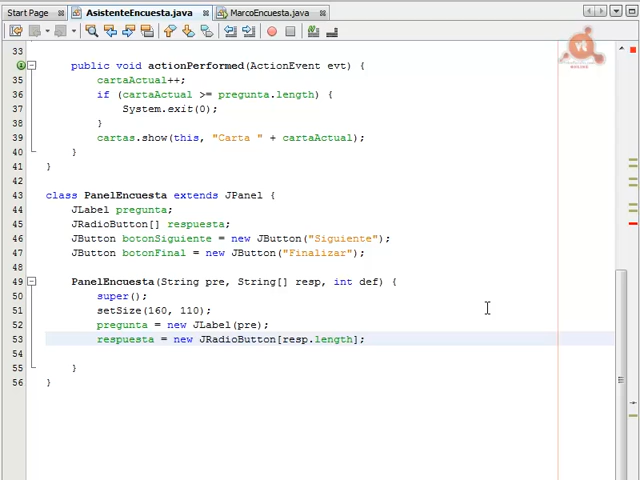 Start Page AsistenteEncuesta.java MarcoEncuesta.java
33
public void actionPerformed(ActionEvent evt) {
35 cartaActual++;
36 if (cartaActual >= pregunta.length) {
37 System.exit(0);
38 }
39 cartas.show(this, "Carta " + cartaActual);
40 }
41 }
42
43 class PanelEncuesta extends JPanel {
44 JLabel pregunta;
45 JRadioButton[] respuesta;
46 JButton botonSiguiente = new JButton("Siguiente");
47 JButton botonFinal = new JButton("Finalizar");
48
49 PanelEncuesta(String pre, String[] resp, int def) {
50 super();
51 setSize(160, 110);
52 pregunta = new JLabel(pre);
53 respuesta = new JRadioButton[resp.length];
54
55 }
56 }